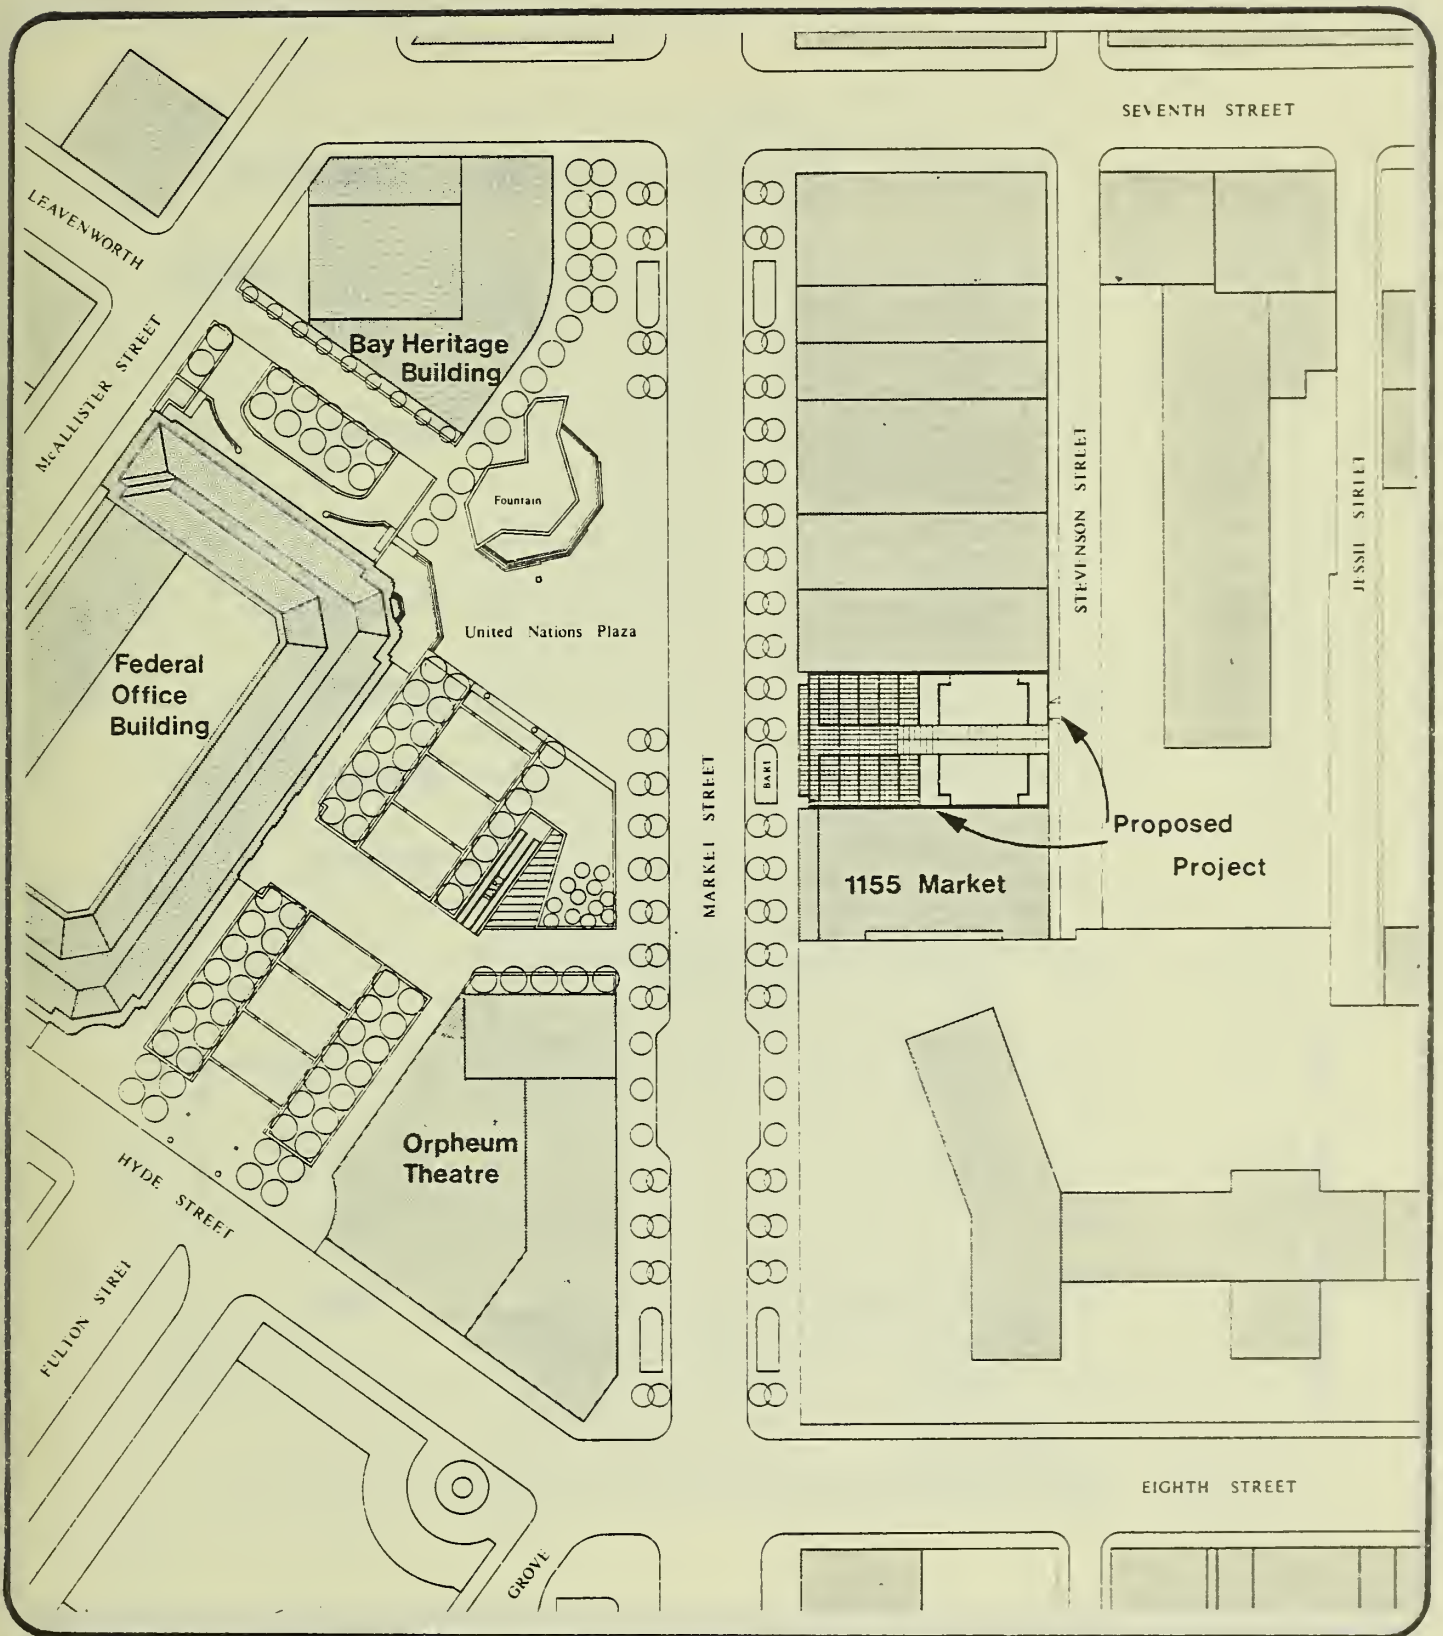 SEVENTH STREET
LEAVENWORTH
McALLISTER STREET
Bay Heritage
Building
Fountain
STEVENSON STREET
United Nations Plaza
Federal
Office
Building
MARKET STREET
BART
Proposed
Project
1155 Market
BART
Orpheum
Theatre
HYDE STREET
FULTON STREET
EIGHTH STREET
GROVE
JESSIE STREET